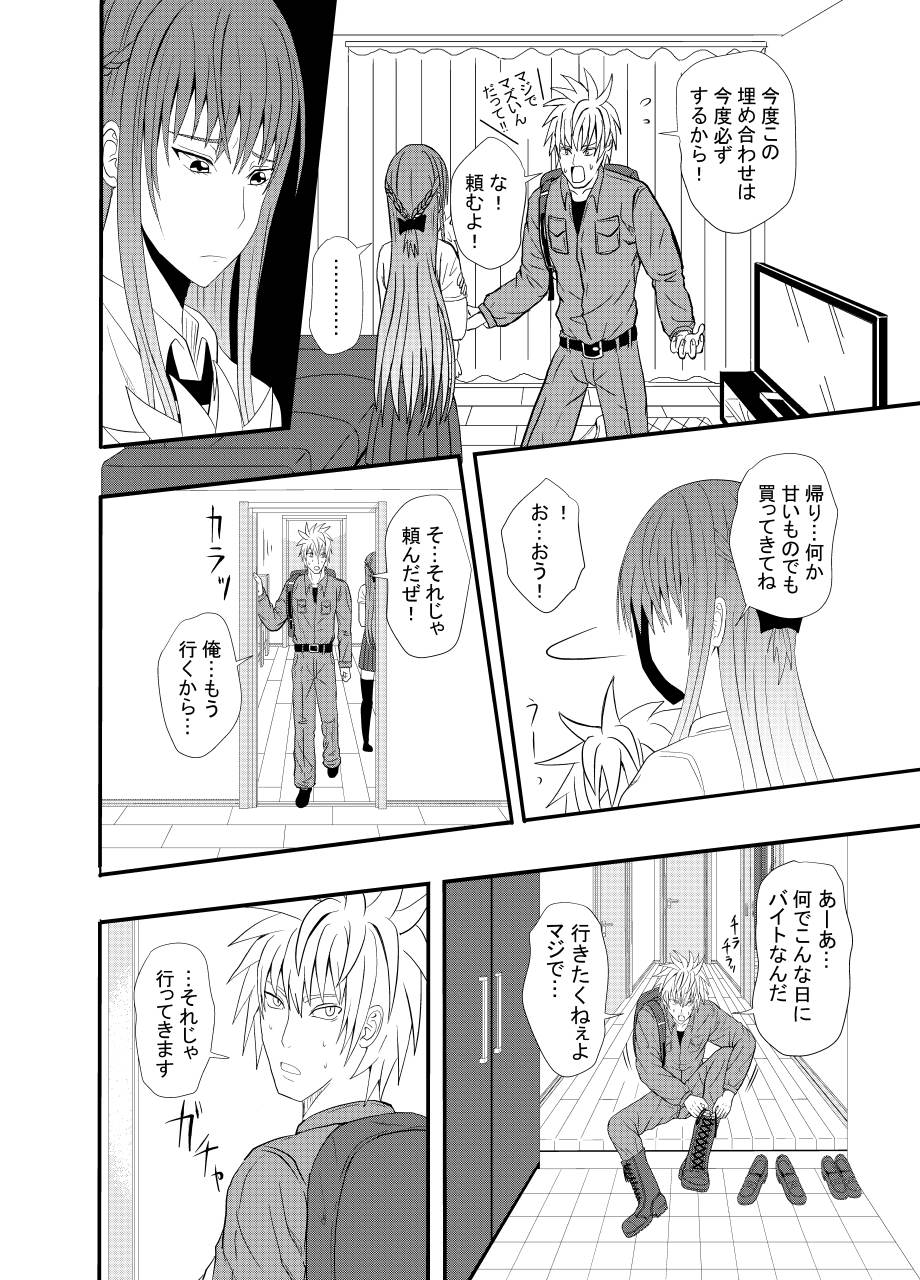 今度この
埋め合わせは
今度必ず
するから！
マジで
マズいん
だって!!
な！
頼むよ！
………
帰り…何か
甘いものでも
買ってきてね
！
お…おう！
そ…それじゃ
頼んだぜ！
カラッ
俺…もう
行くから…
あーあ…
何でこんな日に
バイトなんだ
チラチラッ
行きたくねぇよ
マジで…
…それじゃ
行ってきます
ガチャ